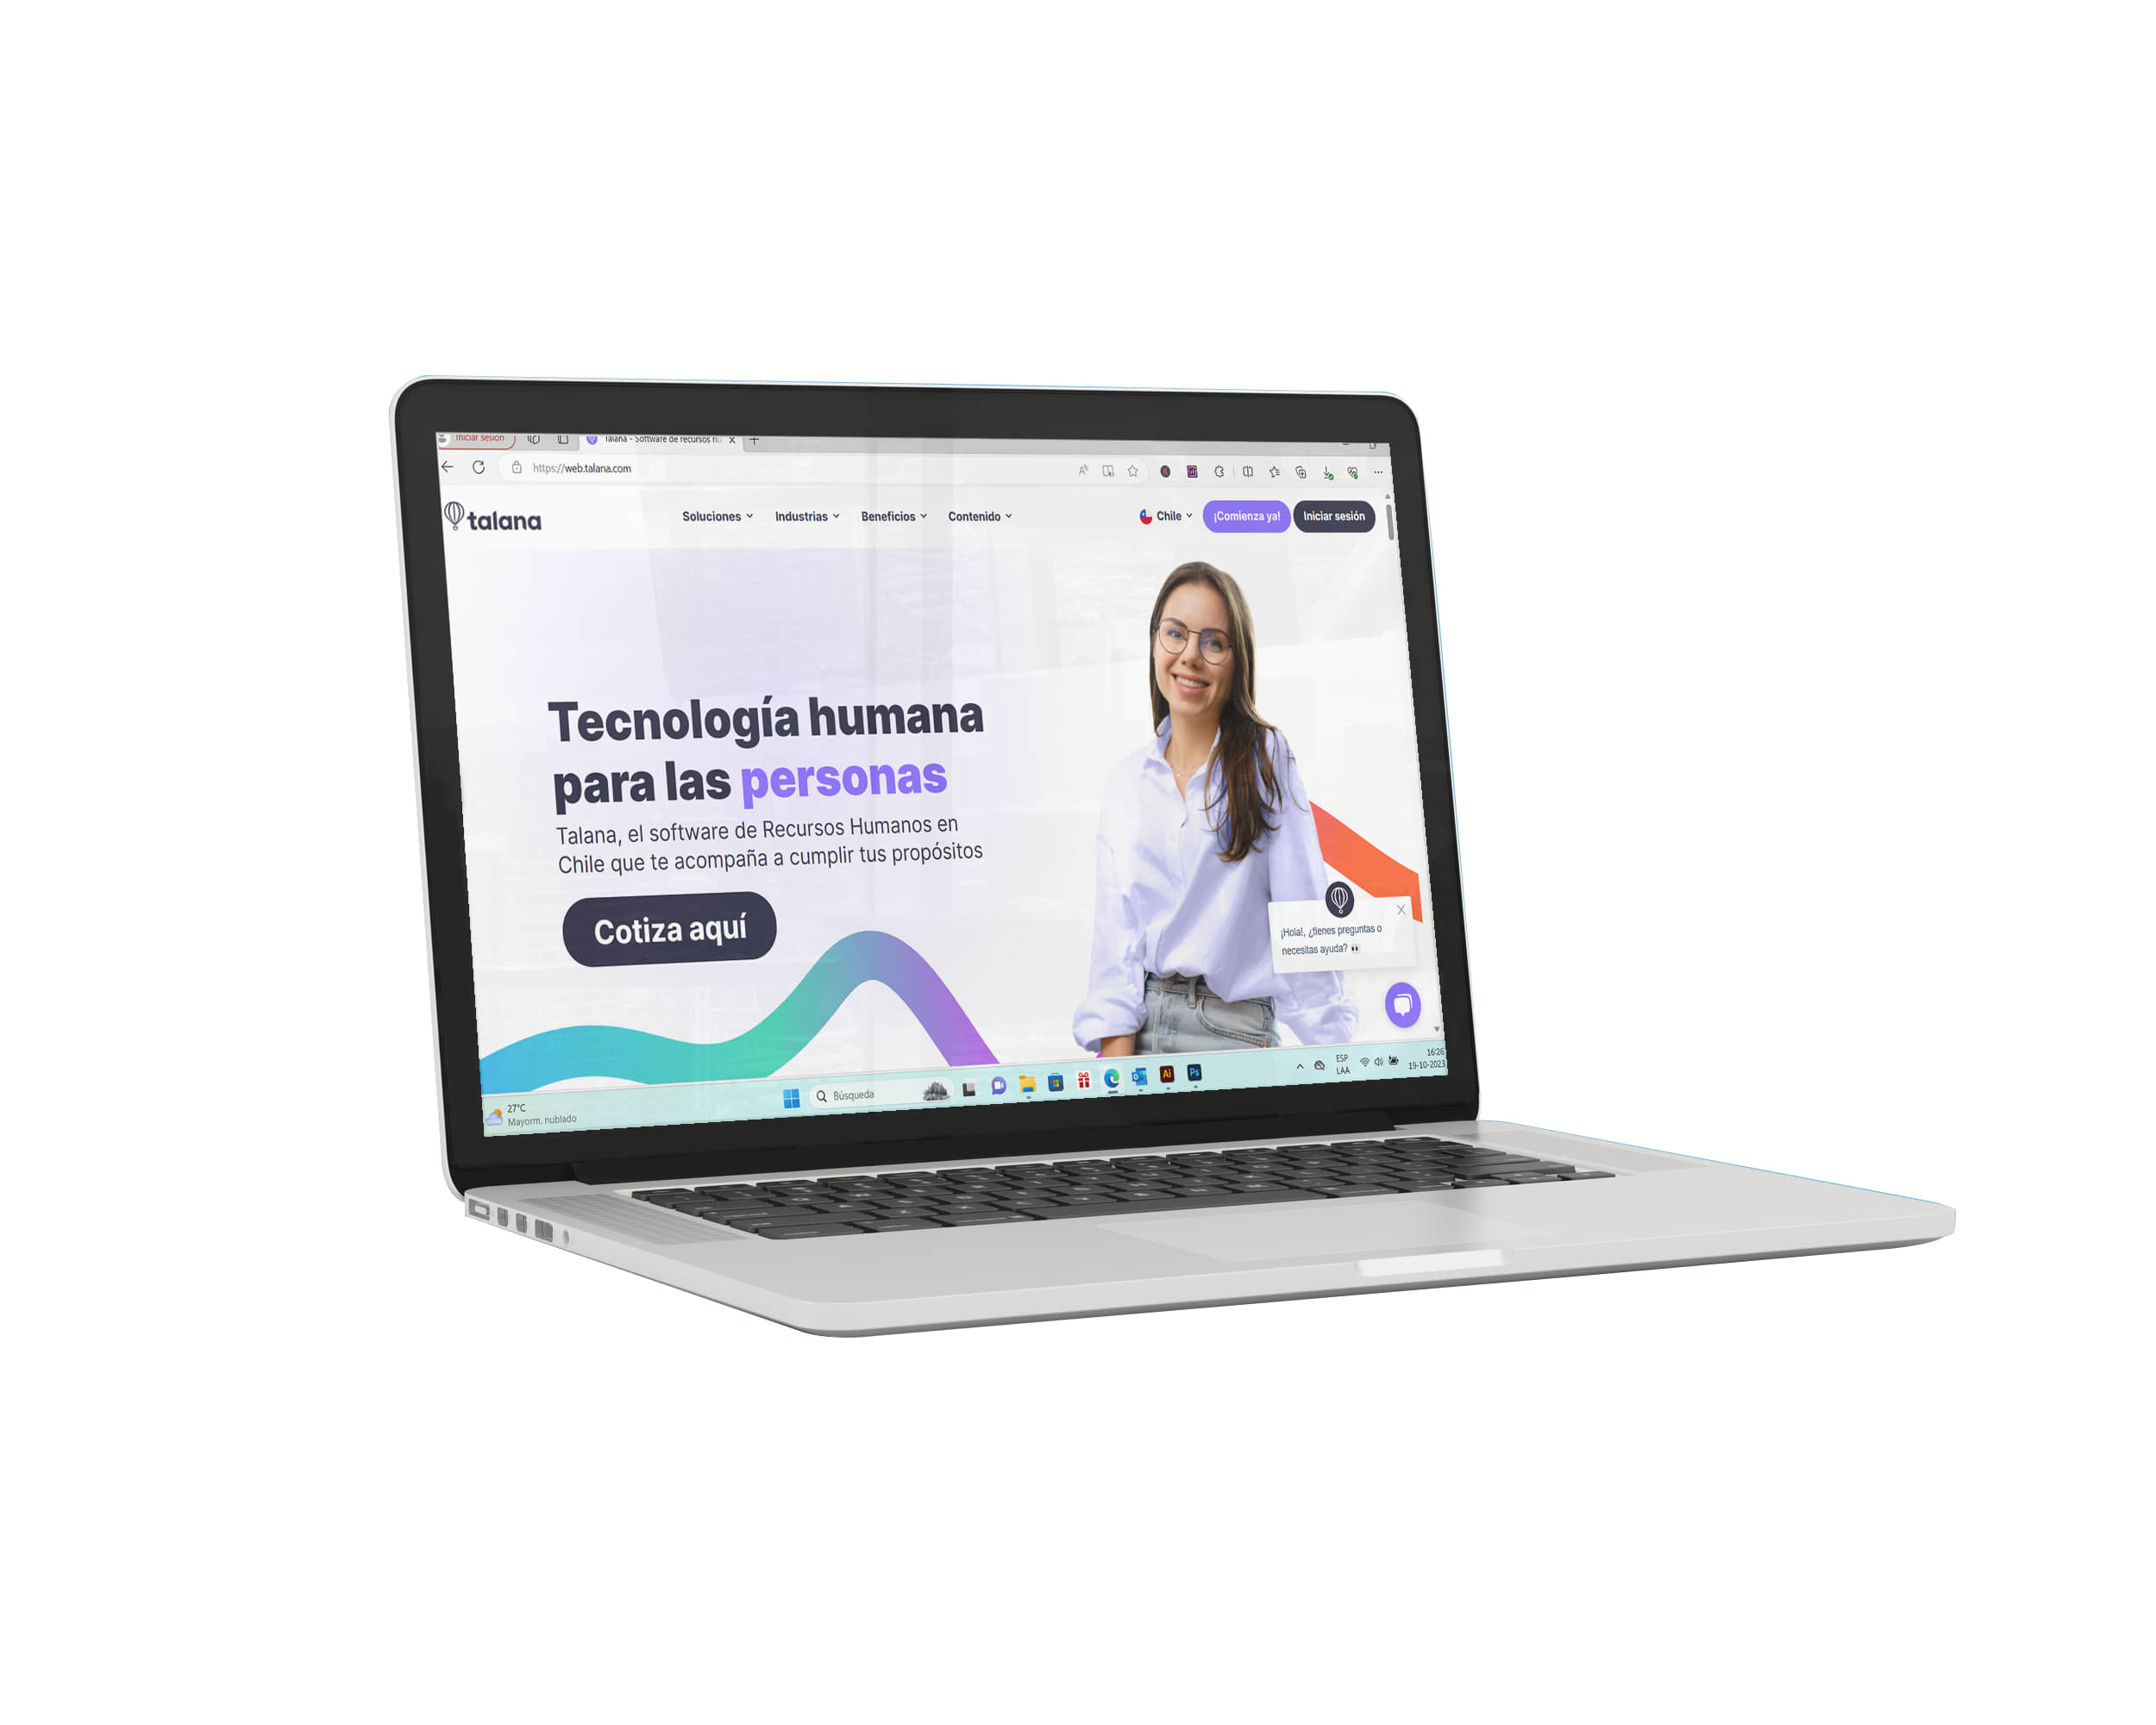 Iniciar sesión
Talana - Software de recursos hu
https://web.talana.com
talana
Soluciones
Industrias
Beneficios
Contenido
Chile
¡Comienza ya!
Iniciar sesión
Tecnología humana
para las personas
Talana, el software de Recursos Humanos en
Chile que te acompaña a cumplir tus propósitos
Cotiza aquí
¡Hola!, ¿tienes preguntas o
necesitas ayuda? 👀
27°C
Mayorm. nublado
Búsqueda
Ai
Ps
ESP
LAA
16:26
19-10-2023